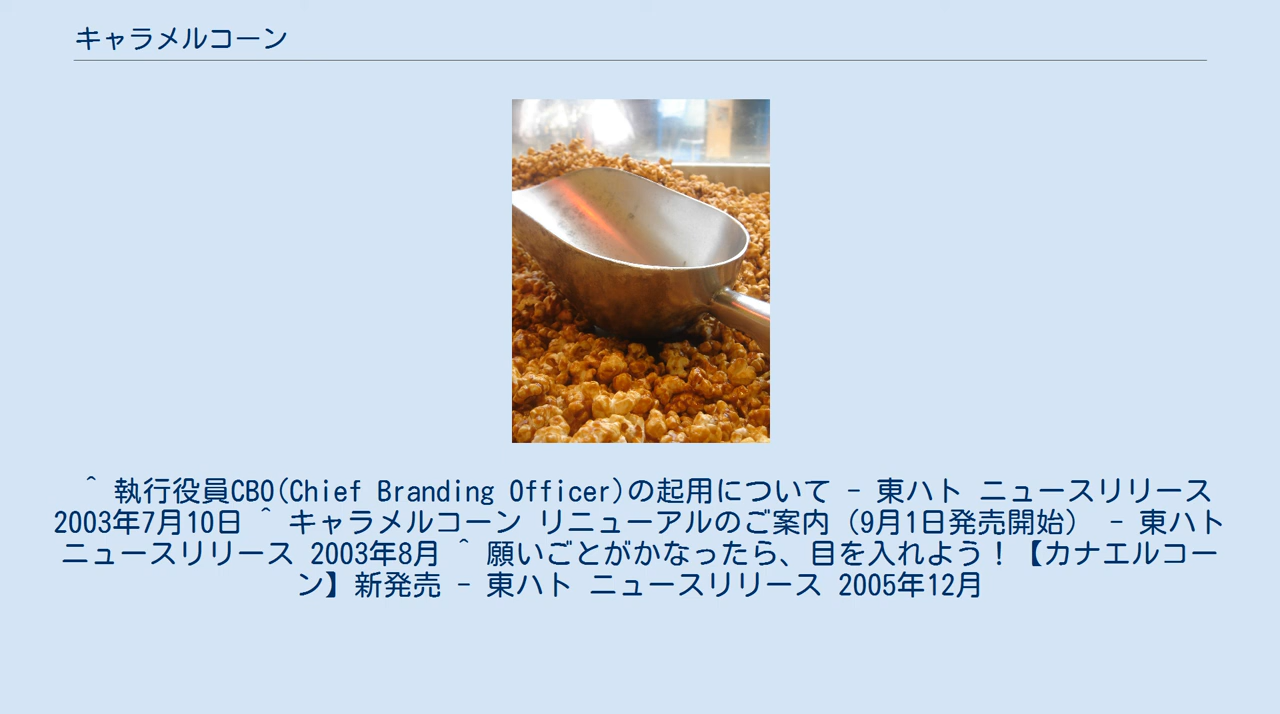 キャラメルコーン
^ 執行役員CBO(Chief Branding Officer)の起用について - 東ハト ニュースリリース
2003年7月10日 ^ キャラメルコーン リニューアルのご案内（9月1日発売開始） - 東ハト
ニュースリリース 2003年8月 ^ 願いごとがかなったら、目を入れよう！【カナエルコー
ン】新発売 - 東ハト ニュースリリース 2005年12月